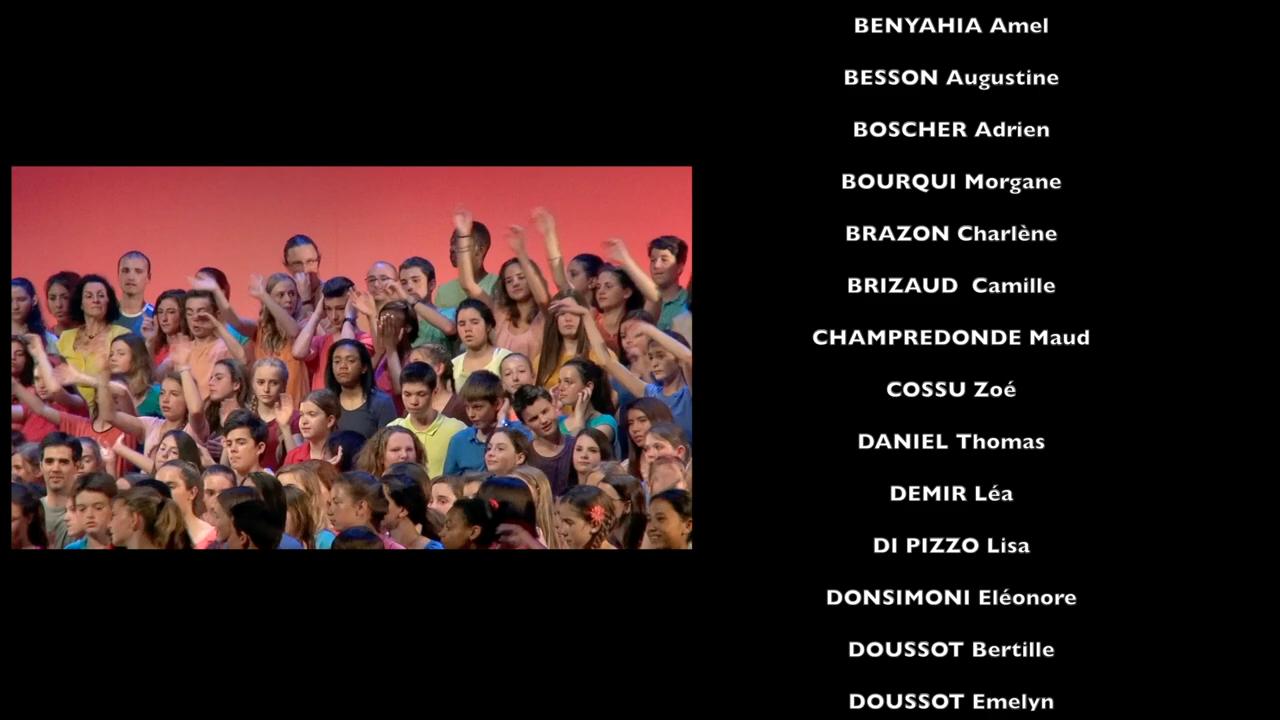 BENYAHIA Amel
BESSON Augustine
BOSCHER Adrien
BOURQUI Morgane
BRAZON Charlène
BRIZAUD  Camille
CHAMPREDONDE Maud
COSSU Zoé
DANIEL Thomas
DEMIR Léa
DI PIZZO Lisa
DONSIMONI Eléonore
DOUSSOT Bertille
DOUSSOT Emelyn